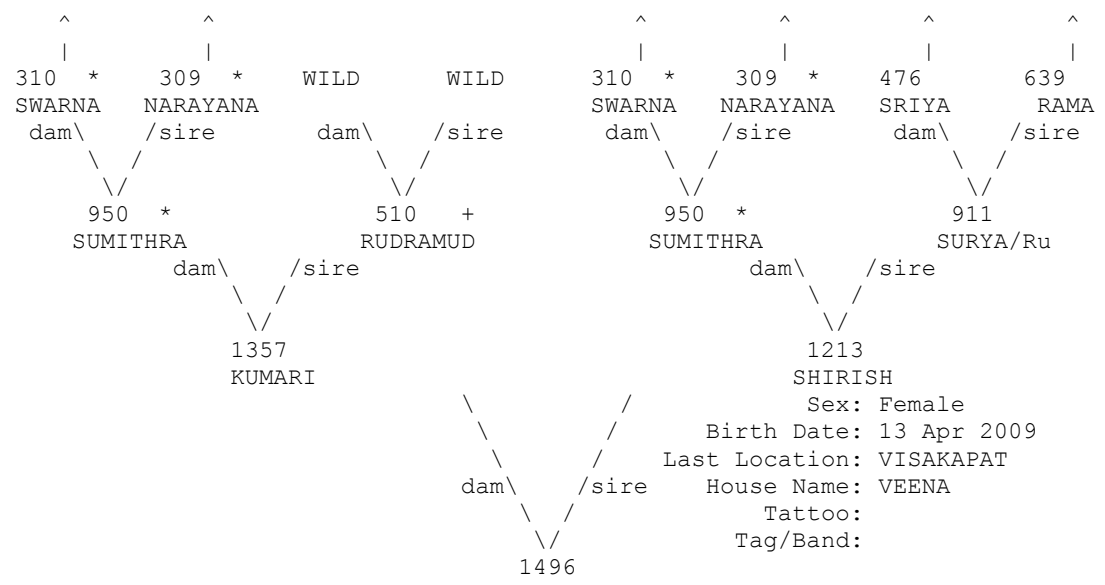 ^ ^ ^ ^ ^ ^
| | | | | |
310 * 309 * WILD WILD 310 * 309 * 476 639
SWARNA NARAYANA SWARNA NARAYANA SRIYA RAMA
dam\ /sire dam\ /sire dam\ /sire dam\ /sire
\ / \ / \ / \ /
\/ \/ \/ \/
950 * 510 + 950 * 911
SUMITHRA RUDRAMUD SUMITHRA SURYA/Ru
dam\ /sire dam\ /sire
\ / \ /
\/ \/
1357 1213
KUMARI SHIRISH
\ / Sex: Female
\ / Birth Date: 13 Apr 2009
\ / Last Location: VISAKAPAT
dam\ /sire House Name: VEENA
\ / Tattoo:
\/ Tag/Band:
1496